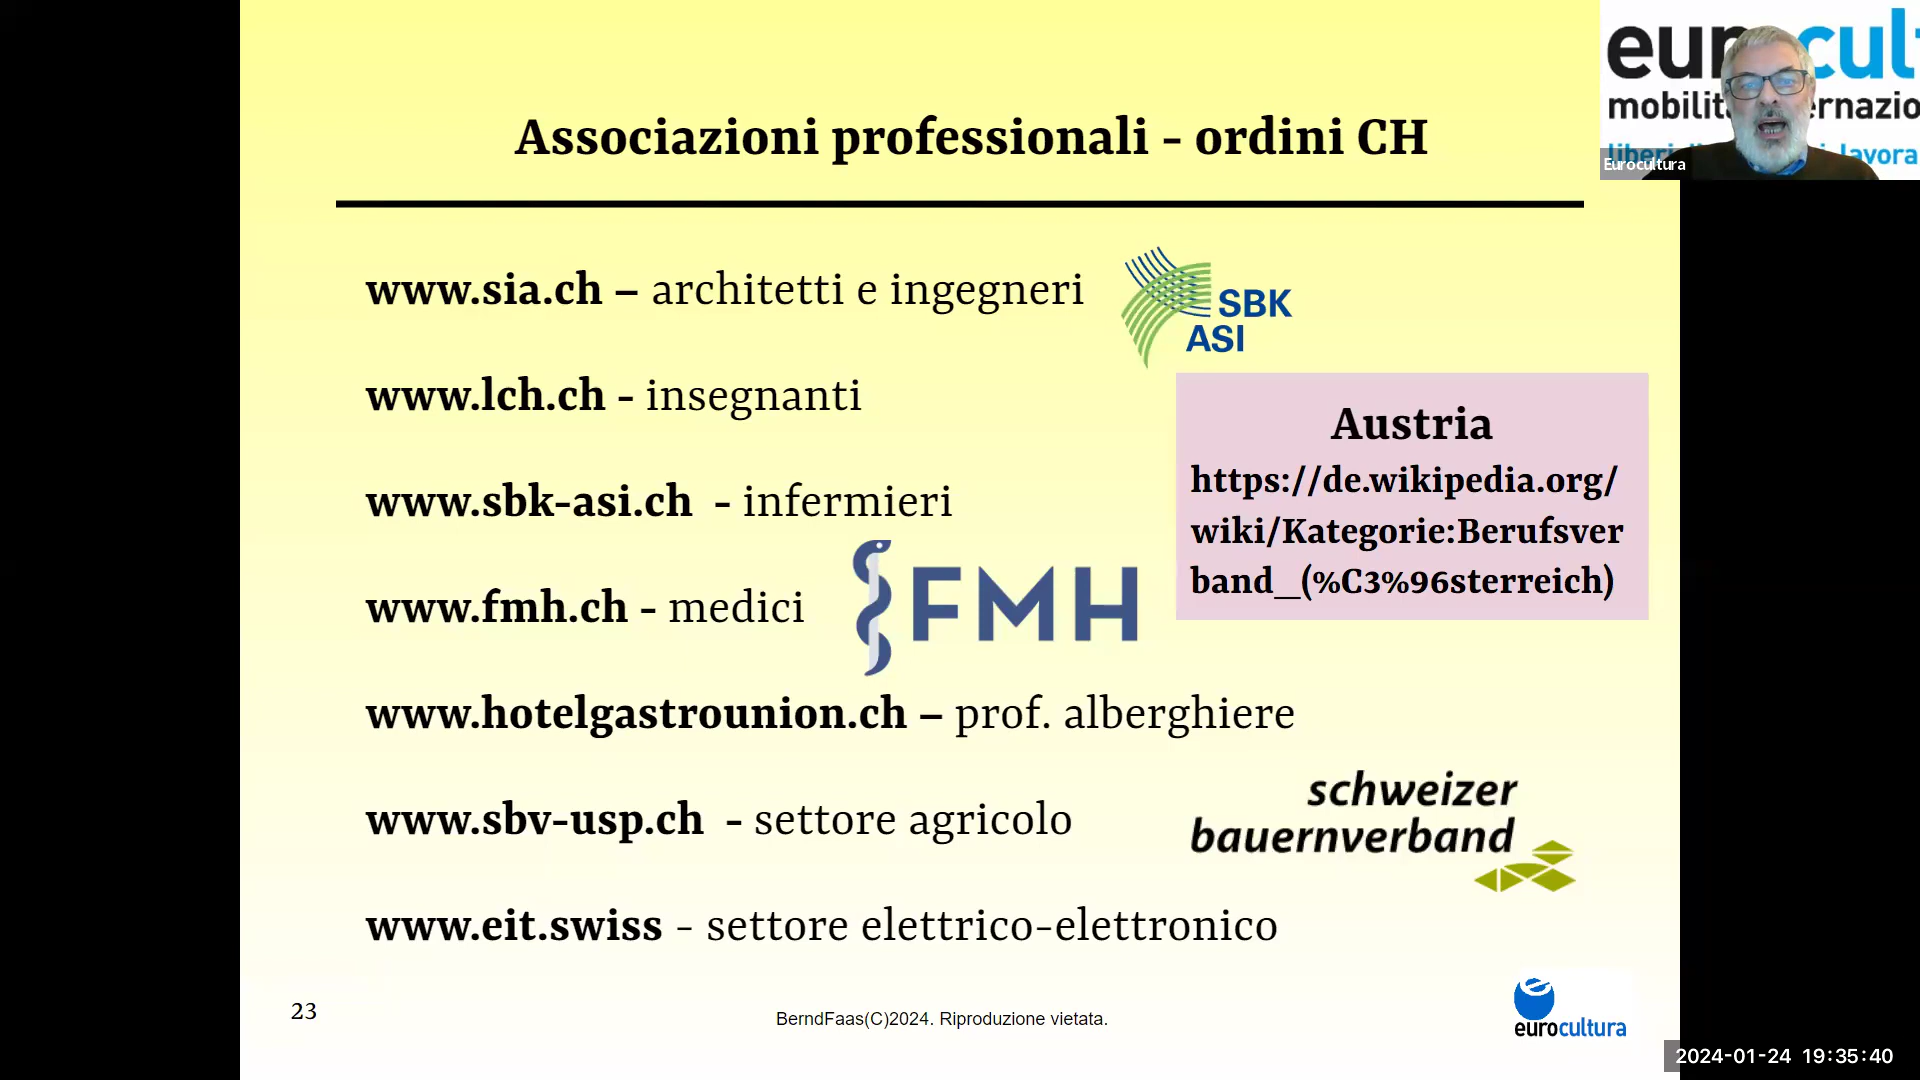 Associazioni professionali - ordini CH
www.sia.ch – architetti e ingegneri
SBK
ASI
www.lch.ch - insegnanti
www.sbk-asi.ch - infermieri
Austria
https://de.wikipedia.org/
wiki/Kategorie:Berufsver
band_(%C3%96sterreich)
www.fmh.ch - medici
FMH
www.hotelgastrounion.ch – prof. alberghiere
www.sbv-usp.ch - settore agricolo
schweizer
bauernverband
www.eit.swiss - settore elettrico-elettronico
23
BerndFaas(C)2024. Riproduzione vietata.
eurocultura
Eurocultura
2024-01-24 19:35:40